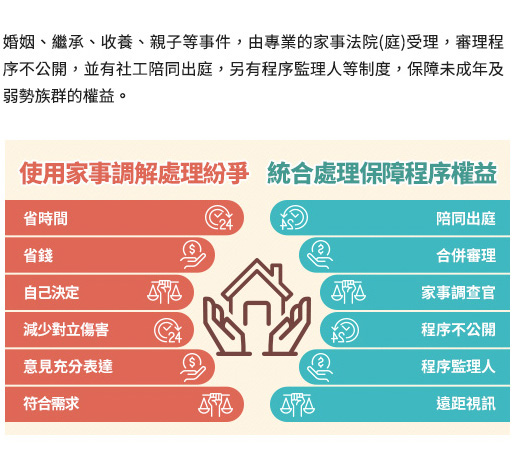 婚姻、繼承、收養、親子等事件，由專業的家事法院(庭)受理，審理程
序不公開，並有社工陪同出庭，另有程序監理人等制度，保障未成年及
弱勢族群的權益。
使用家事調解處理紛爭
省時間
24
省錢
$
自己決定
減少對立傷害
24
意見充分表達
$
符合需求
統合處理保障程序權益
陪同出庭
24
合併審理
$
家事調查官
程序不公開
24
程序監理人
$
遠距視訊